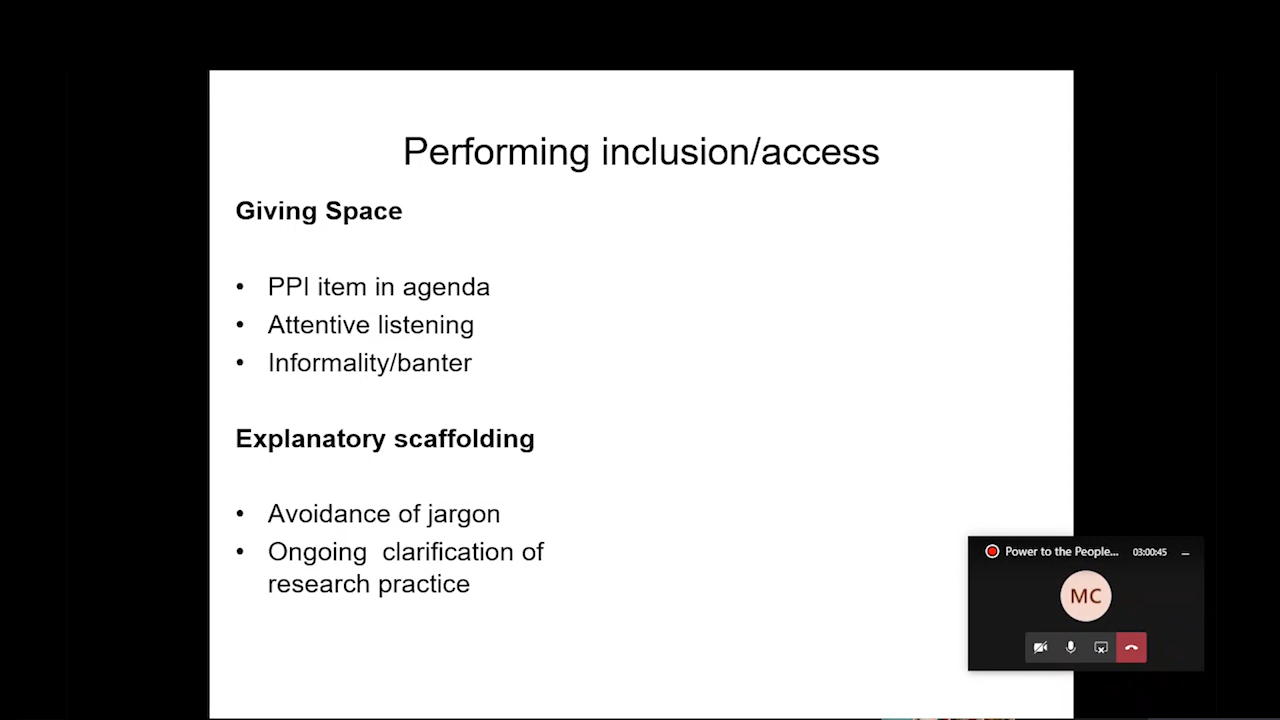 Performing inclusion/access
Giving Space
• PPI item in agenda
• Attentive listening
• Informality/banter
Explanatory scaffolding
• Avoidance of jargon
• Ongoing  clarification of
research practice
Power to the People... 03:00:45
MC